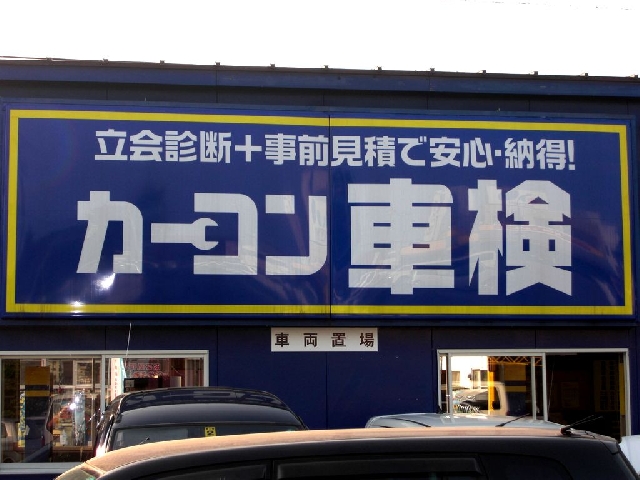 立会診断+事前見積で安心・納得!
カーコン車検
車両置場